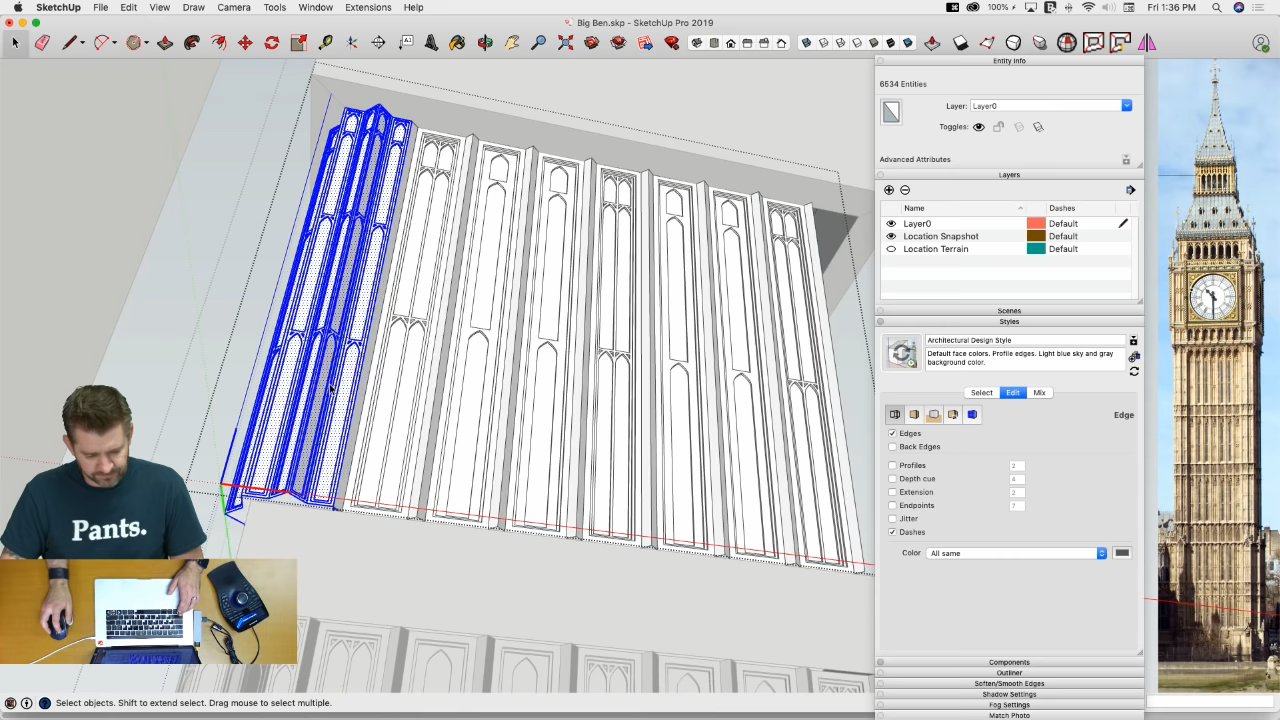 SketchUp File Edit View Draw Camera Tools Window Extensions Help 100% Fri 1:36 PM
Big Ben.skp - SketchUp Pro 2019
Entity Info
6534 Entities
Layer: Layer0
Toggles:
Advanced Attributes
Layers
Name Dashes
Layer0 Default
Location Snapshot Default
Location Terrain Default
Scenes
Styles
Architectural Design Style
Default face colors. Profile edges. Light blue sky and gray
background color.
Select Edit Mix
Edge
Edges
Back Edges
Profiles 2
Depth cue 4
Extension 2
Endpoints 7
Jitter
Dashes
Color All same
Pants.
Components
Outliner
Soften/Smooth Edges
Shadow Settings
Fog Settings
Match Photo
Select objects. Shift to extend select. Drag mouse to select multiple.